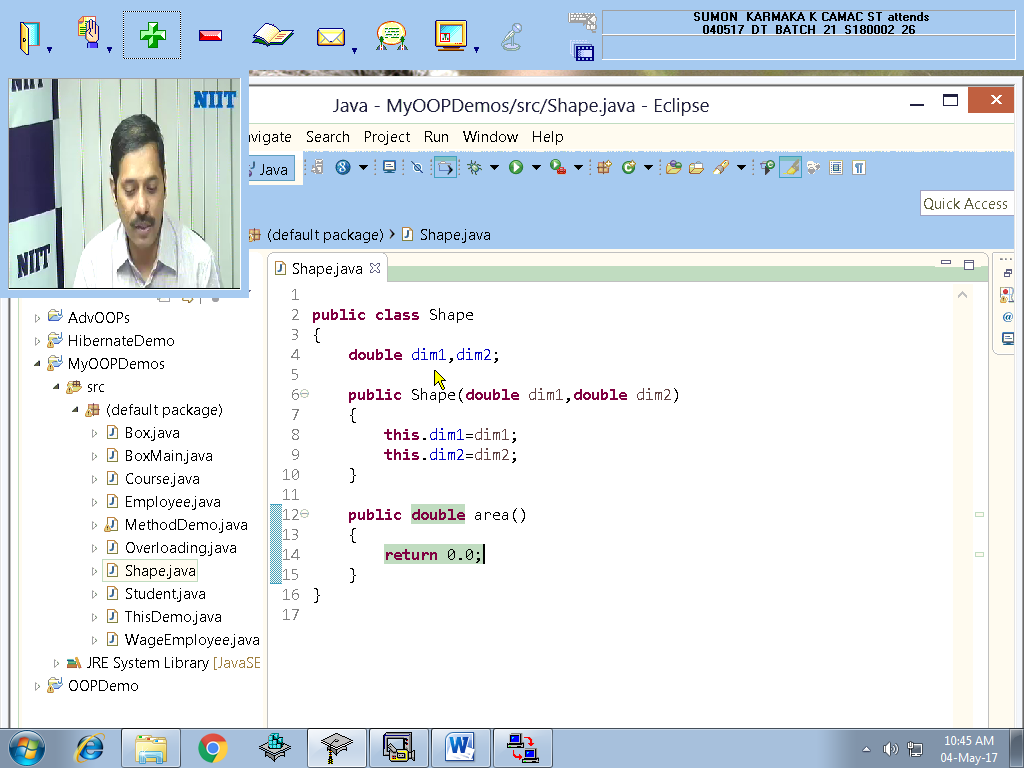 SUMON KARMAKA K CAMAC ST attends
040517 DT BATCH 21 S180002 26
NIIT
NIIT
Java - MyOOPDemos/src/Shape.java - Eclipse
avigate Search Project Run Window Help
Java
Quick Access
(default package) Shape.java
Shape.java
AdvOOPs
HibernateDemo
MyOOPDemos
src
(default package)
Box.java
BoxMain.java
Course.java
Employee.java
MethodDemo.java
Overloading.java
Shape.java
Student.java
ThisDemo.java
WageEmployee.java
JRE System Library [JavaSE
OOPDemo
1
2 public class Shape
3 {
4 double dim1,dim2;
5
6 public Shape(double dim1,double dim2)
7 {
8 this.dim1=dim1;
9 this.dim2=dim2;
10 }
11
12 public double area()
13 {
14 return 0.0;
15 }
16 }
17
10:45 AM
04-May-17